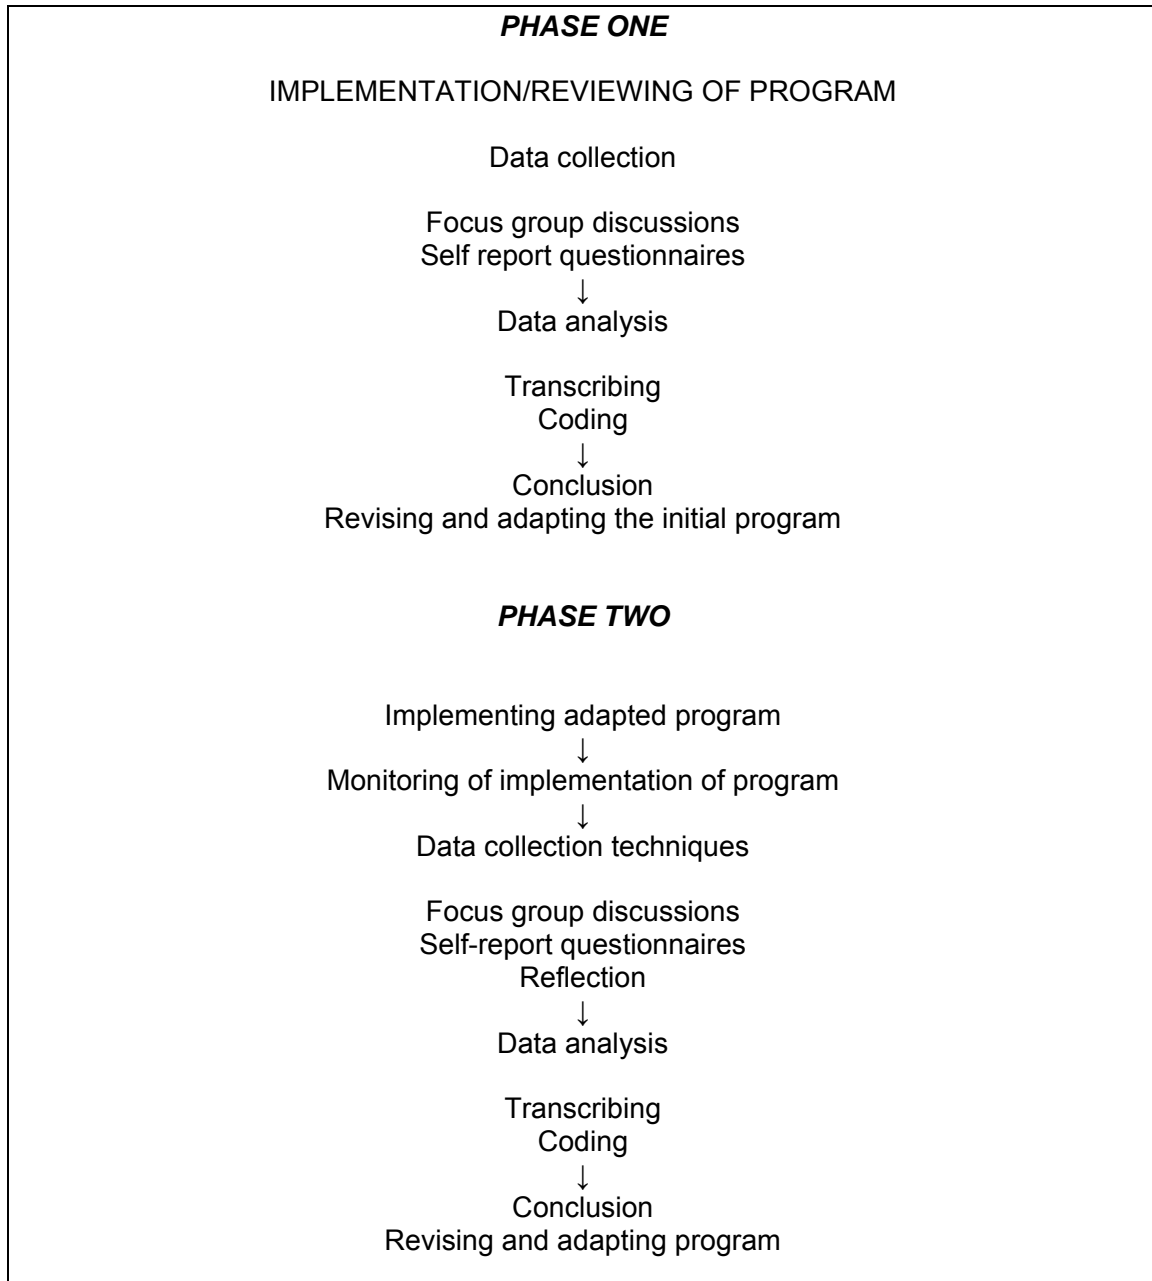 PHASE ONE
IMPLEMENTATION/REVIEWING OF PROGRAM
Data collection
Focus group discussions
Self report questionnaires
↓
Data analysis
Transcribing
Coding
↓
Conclusion
Revising and adapting the initial program
PHASE TWO
Implementing adapted program
↓
Monitoring of implementation of program
↓
Data collection techniques
Focus group discussions
Self-report questionnaires
Reflection
↓
Data analysis
Transcribing
Coding
↓
Conclusion
Revising and adapting program